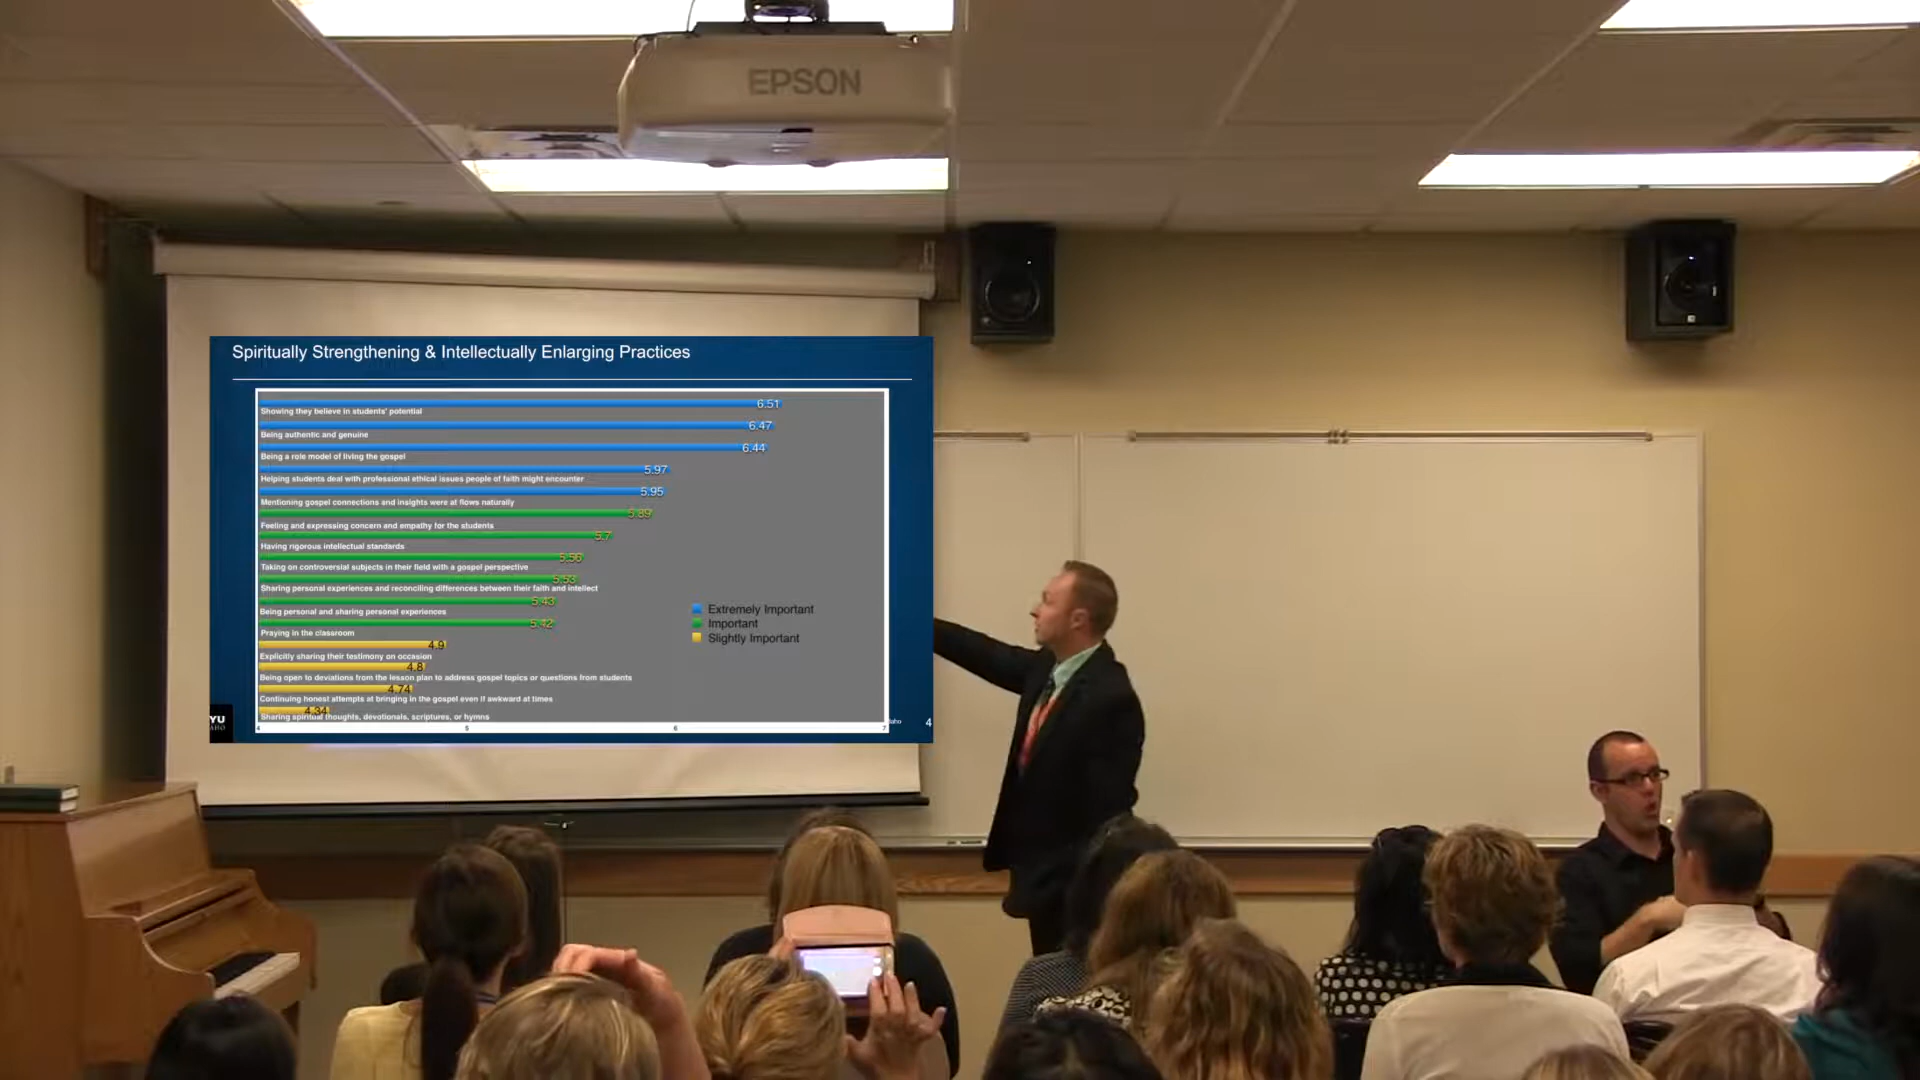 EPSON
Spiritually Strengthening & Intellectually Enlarging Practices
6.51
Showing they believe in students' potential
6.47
Being authentic and genuine
6.44
Being a role model of living the gospel
5.97
Helping students deal with professional ethical issues people of faith might encounter
5.95
Mentioning gospel connections and insights were at flows naturally
5.89
Feeling and expressing concern and empathy for the students
5.7
Having rigorous intellectual standards
5.56
Taking on controversial subjects in their field with a gospel perspective
5.53
Sharing personal experiences and reconciling differences between their faith and intellect
5.43
Being personal and sharing personal experiences
5.42
Praying in the classroom
4.9
Explicitly sharing their testimony on occasion
4.8
Being open to deviations from the lesson plan to address gospel topics or questions from students
4.74
Continuing honest attempts at bringing in the gospel even if awkward at times
4.34
Sharing spiritual thoughts, devotionals, scriptures, or hymns
4 5 6 7
Extremely Important
Important
Slightly Important
YU
aho 4